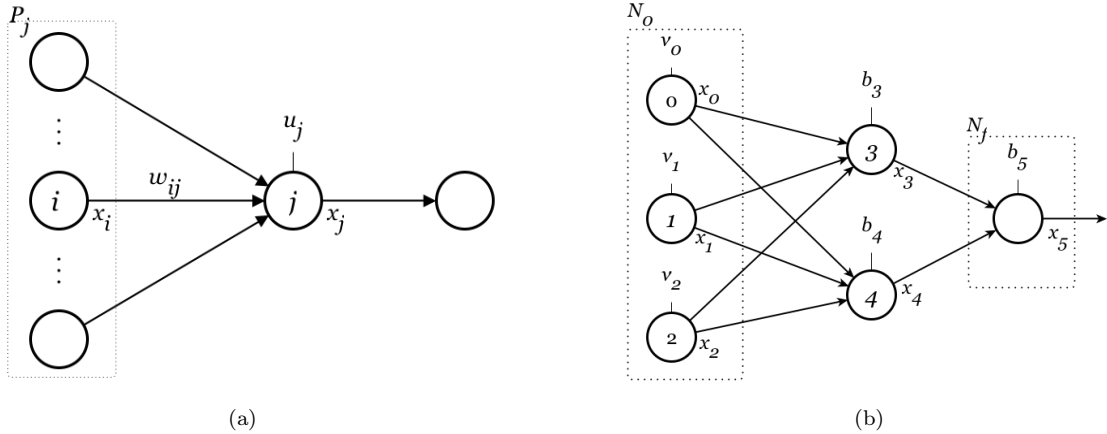 P_j
⋮
i
x_i
w_ij
u_j
j
x_j
⋮
(a)
N_0
v_0
0
x_0
v_1
1
x_1
v_2
2
x_2
b_3
3
x_3
b_4
4
x_4
N_f
b_5
x_5
(b)